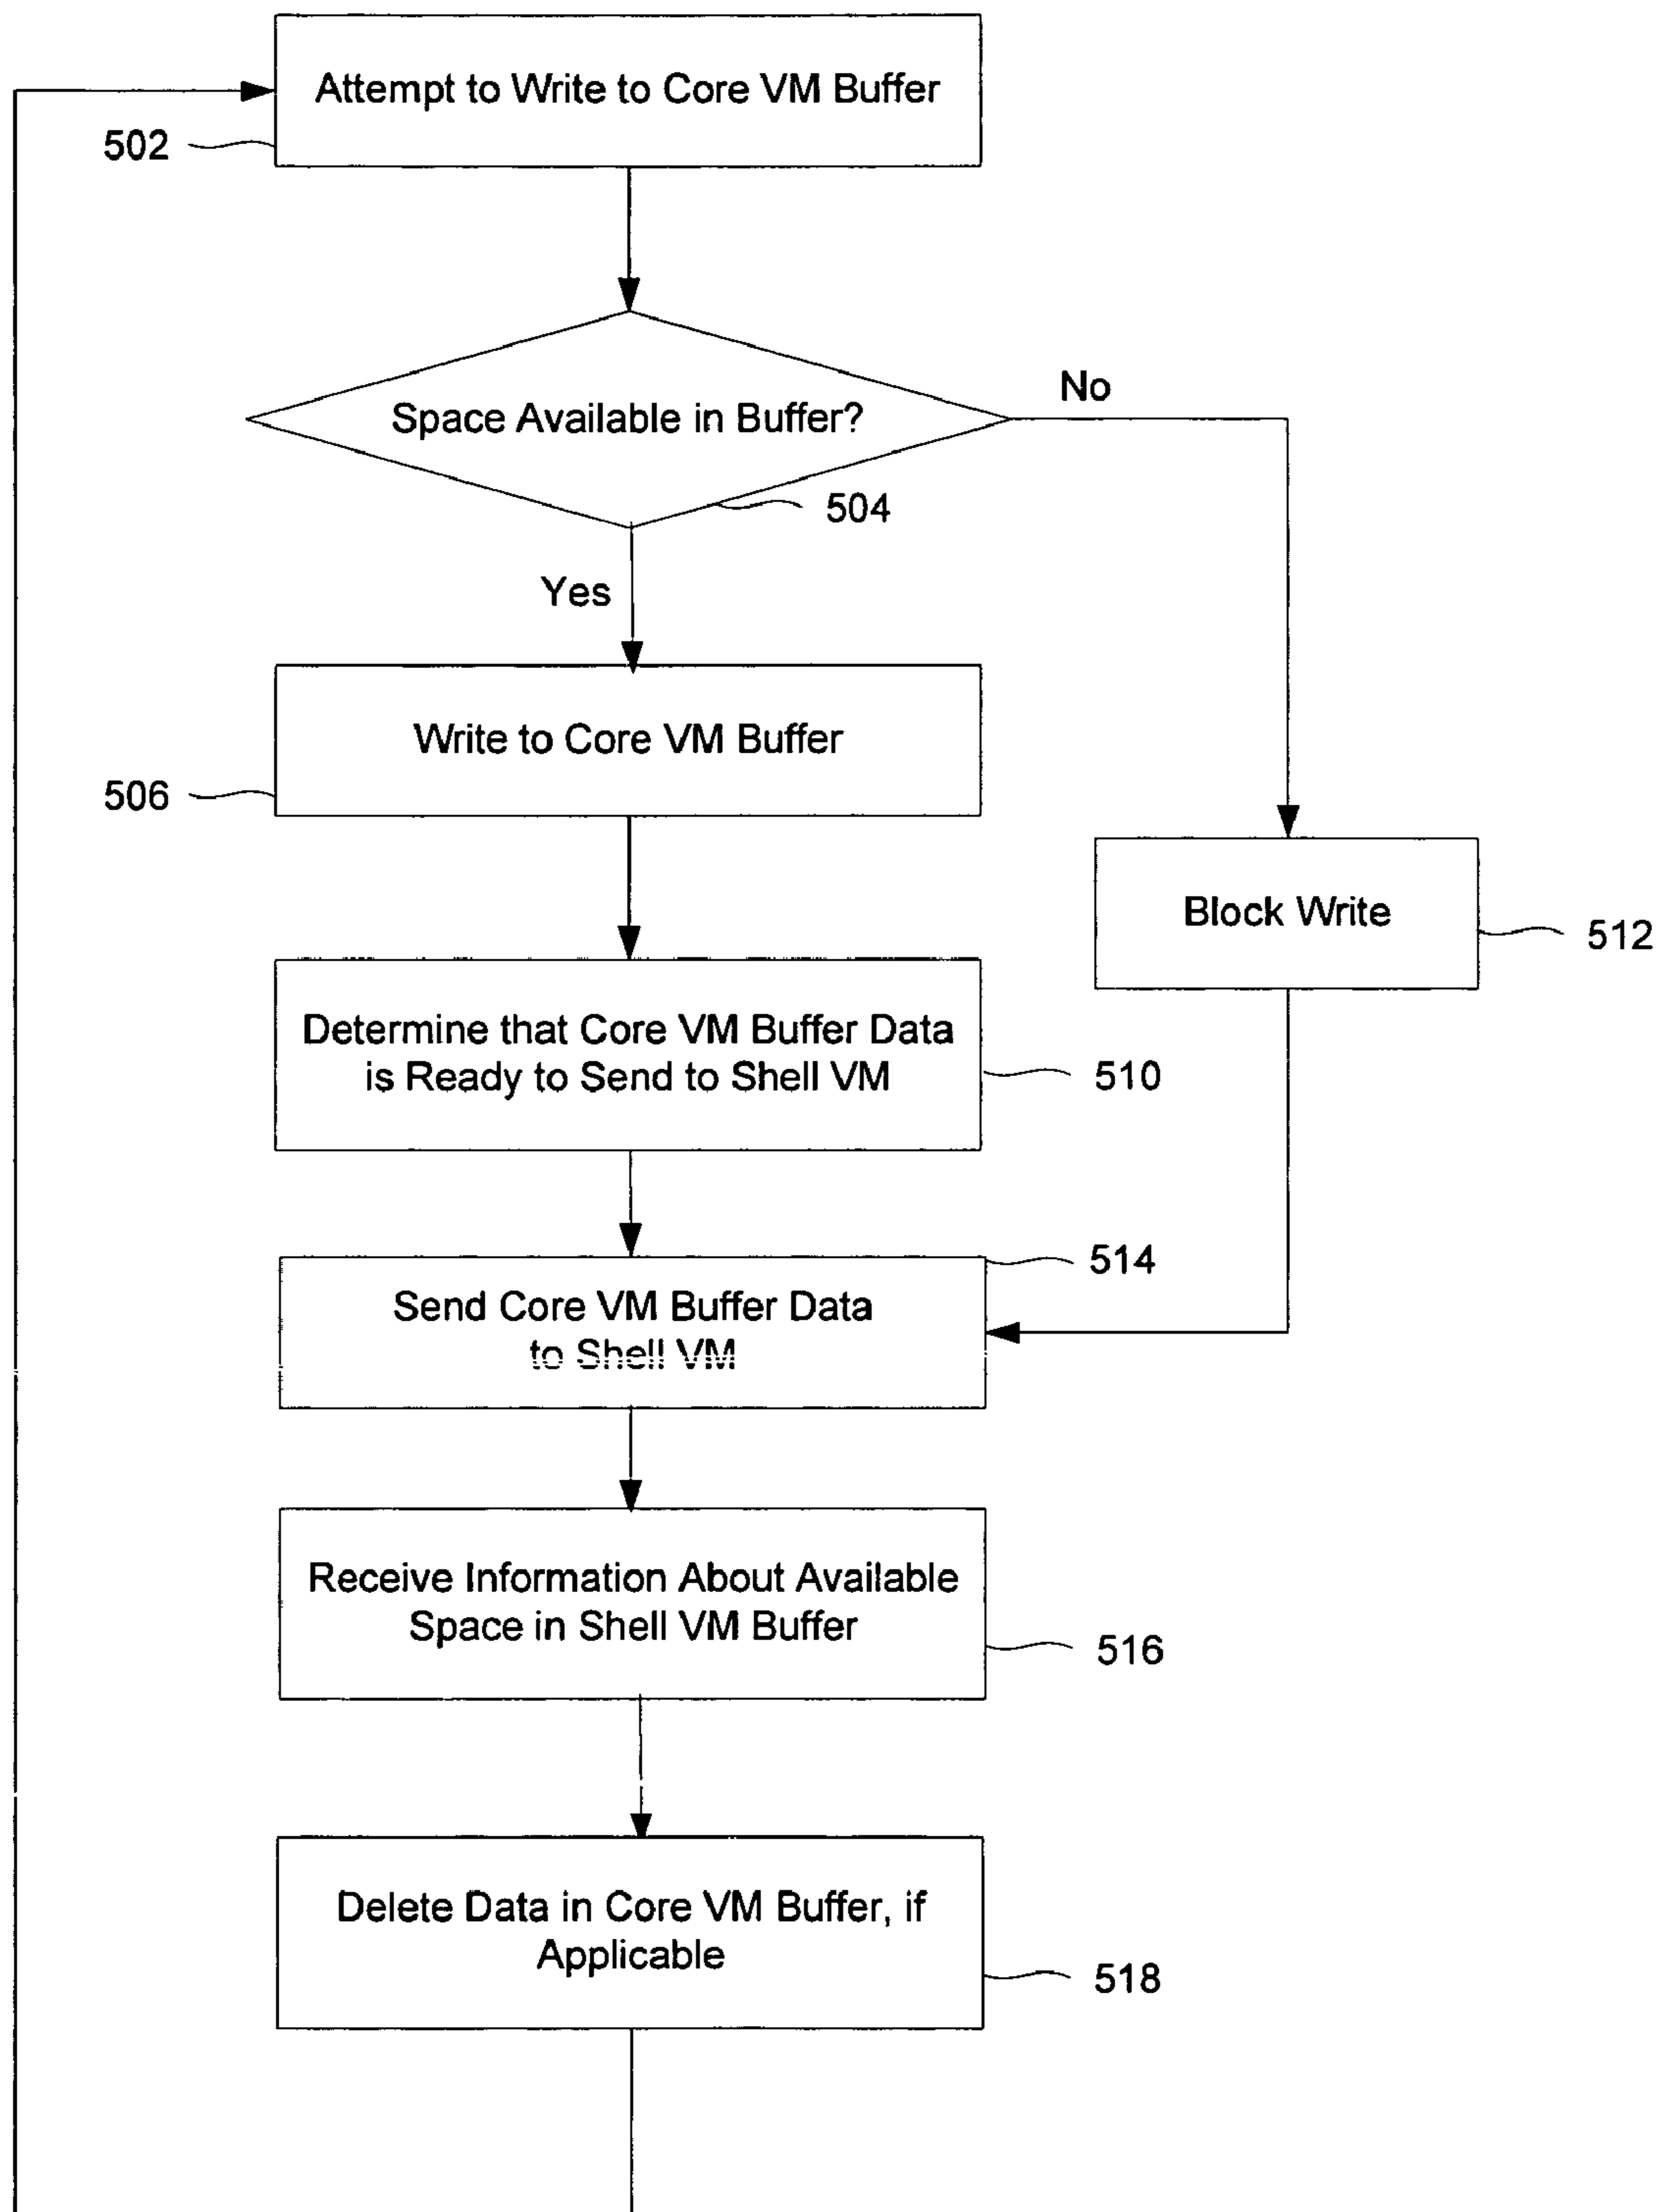 Attempt to Write to Core VM Buffer
502
No
Space Available in Buffer?
504
Yes
Write to Core VM Buffer
506
Block Write
512
Determine that Core VM Buffer Data
is Ready to Send to Shell VM
510
514
Send Core VM Buffer Data
to Shell VM
Receive Information About Available
Space in Shell VM Buffer
516
Delete Data in Core VM Buffer, if
Applicable
518